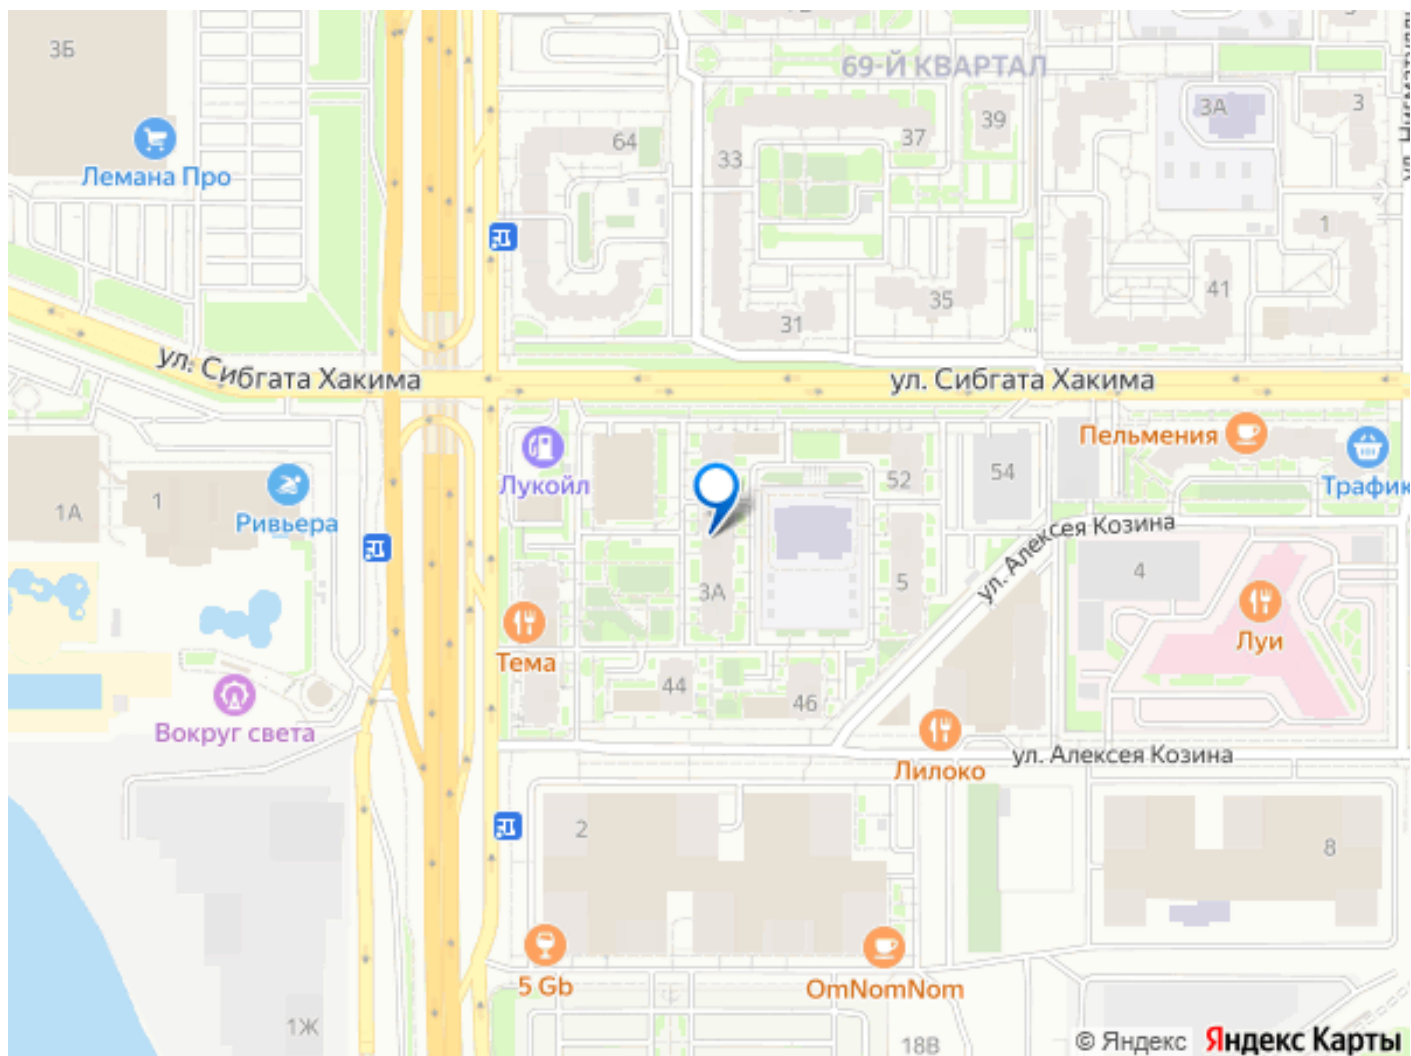 3Б
69-Й КВАРТАЛ
64
37
39
3А
3
33
Лемана Про
1
41
35
31
ул. Сибгата Хакима
ул. Сибгата Хакима
Пельмения
Лукойл
52
54
Трафик
1А
1
Ривьера
ул. Алексея Козина
3А
5
4
Тема
Луи
44
46
Вокруг света
Лилоко
ул. Алексея Козина
2
8
5 Gb
OmNomNom
1Ж
18В
© Яндекс Яндекс Карты